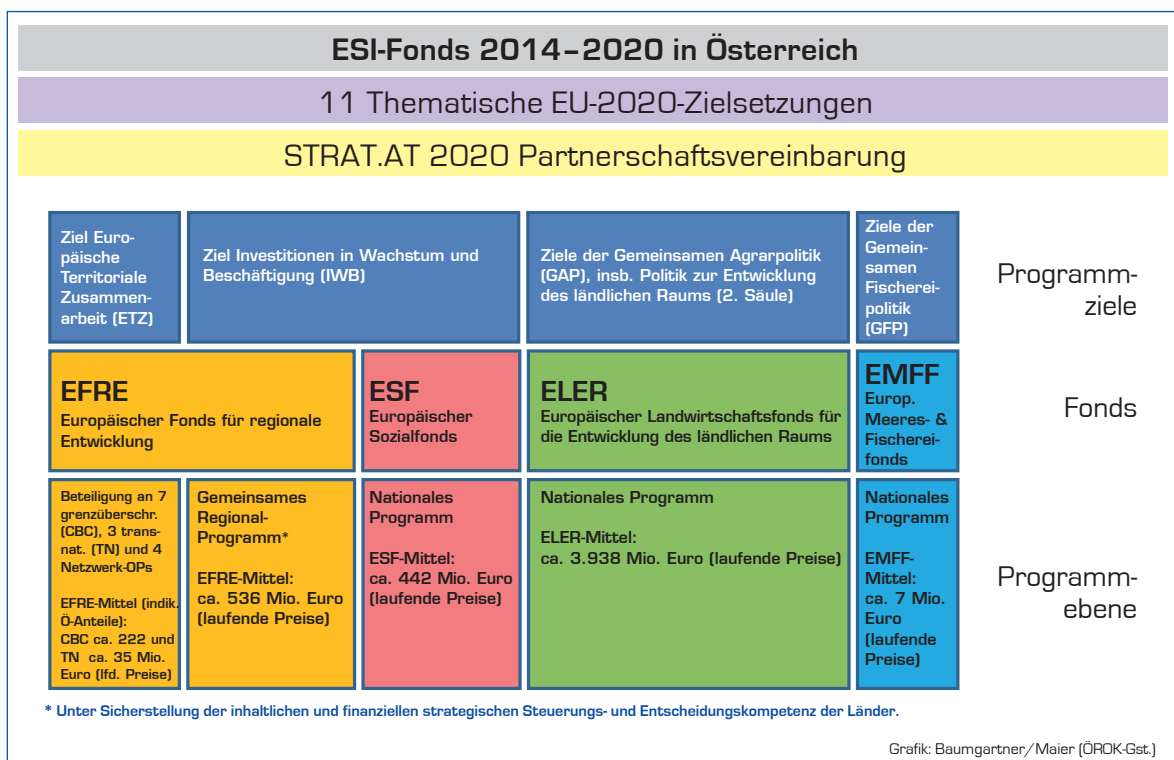 ESI-Fonds 2014–2020 in Österreich
11 Thematische EU-2020-Zielsetzungen
STRAT.AT 2020 Partnerschaftsvereinbarung
Ziel Euro-
päische
Territoriale
Zusammen-
arbeit (ETZ)
Ziel Investitionen in Wachstum und
Beschäftigung (IWB)
Ziele der Gemeinsamen Agrarpolitik
(GAP), insb. Politik zur Entwicklung
des ländlichen Raums (2. Säule)
Ziele der
Gemein-
samen
Fischerei-
politik
(GFP)
Programm-
ziele
EFRE
Europäischer Fonds für regionale
Entwicklung
ESF
Europäischer
Sozialfonds
ELER
Europäischer Landwirtschaftsfonds für
die Entwicklung des ländlichen Raums
EMFF
Europ.
Meeres- &
Fischerei-
fonds
Fonds
Beteiligung an 7
grenzüberschr.
(CBC), 3 trans-
nat. (TN) und 4
Netzwerk-OPs
EFRE-Mittel (indik.
Ö-Anteile):
CBC ca. 222 und
TN ca. 35 Mio.
Euro (lfd. Preise)
Gemeinsames
Regional-
Programm*
EFRE-Mittel:
ca. 536 Mio. Euro
(laufende Preise)
Nationales
Programm
ESF-Mittel:
ca. 442 Mio. Euro
(laufende Preise)
Nationales Programm
ELER-Mittel:
ca. 3.938 Mio. Euro (laufende Preise)
Nationales
Programm
EMFF-
Mittel:
ca. 7 Mio.
Euro
(laufende
Preise)
Programm-
ebene
* Unter Sicherstellung der inhaltlichen und finanziellen strategischen Steuerungs- und Entscheidungskompetenz der Länder.
Grafik: Baumgartner/Maier (ÖROK-Gst.)